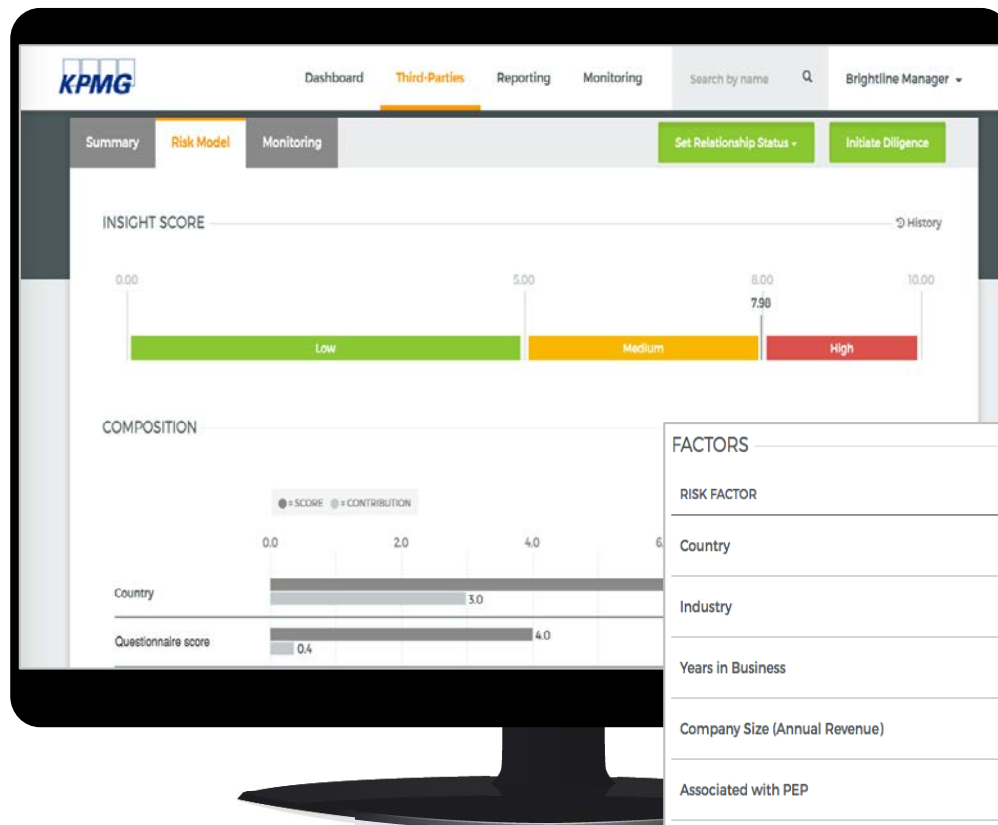 KPMG
Dashboard Third-Parties Reporting Monitoring Search by name Brightline Manager
Summary Risk Model Monitoring Set Relationship Status Initiate Diligence
INSIGHT SCORE History
0.00 5.00 8.00 10.00
7.98
Low Medium High
COMPOSITION
= SCORE = CONTRIBUTION
0.0 2.0 4.0 6.
Country
3.0
Questionnaire score 4.0
0.4
FACTORS
RISK FACTOR
Country
Industry
Years in Business
Company Size (Annual Revenue)
Associated with PEP